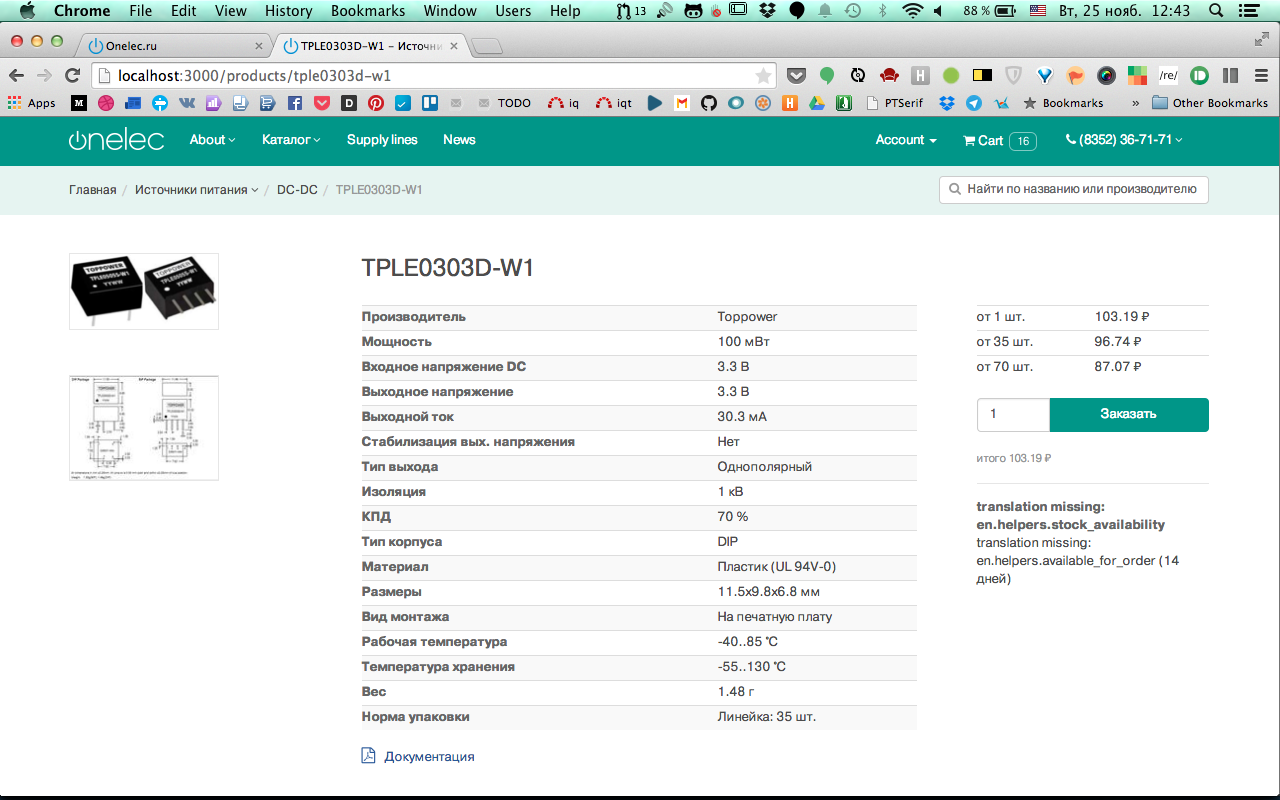 Chrome File Edit View History Bookmarks Window Users Help 13 88 % Вт, 25 нояб. 12:43
Onelec.ru TPLE0303D-W1 – Источни
localhost:3000/products/tple0303d-w1
Apps TODO iq iqt PTSerif Bookmarks » Other Bookmarks
onelec About Каталог Supply lines News Account Cart 16 (8352) 36-71-71
Главная / Источники питания / DC-DC / TPLE0303D-W1 Найти по названию или производителю
TOPPOWER
TPLE0505S-W1
YYWW
TOPPOWER
TPLE0505S-W1
YYWW
TPLE0303D-W1
Производитель Toppower
Мощность 100 мВт
Входное напряжение DC 3.3 В
Выходное напряжение 3.3 В
Выходной ток 30.3 мА
Стабилизация вых. напряжения Нет
Тип выхода Однополярный
Изоляция 1 кВ
КПД 70 %
Тип корпуса DIP
Материал Пластик (UL 94V-0)
Размеры 11.5x9.8x6.8 мм
Вид монтажа На печатную плату
Рабочая температура -40..85 °C
Температура хранения -55..130 °C
Вес 1.48 г
Норма упаковки Линейка: 35 шт.
Документация
от 1 шт. 103.19 ₽
от 35 шт. 96.74 ₽
от 70 шт. 87.07 ₽
1 Заказать
итого 103.19 ₽
translation missing:
en.helpers.stock_availability
translation missing:
en.helpers.available_for_order (14
дней)